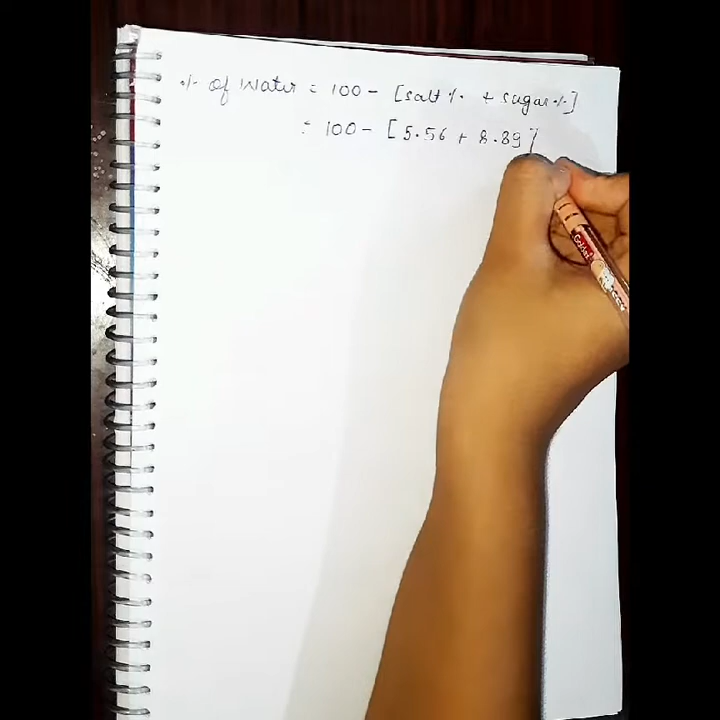 % of Water = 100 - [salt % + sugar %]
= 100 - [5.56 + 8.89]